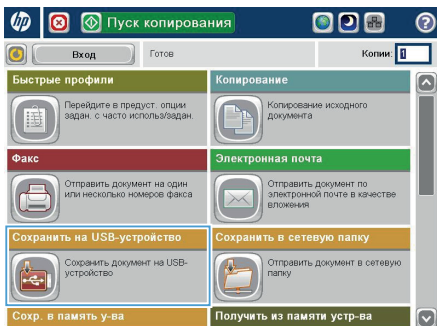 hp Пуск копирования ?
Вход Готов Копии: 1
Быстрые профили Копирование
Перейдите в предуст. опции
задан. с часто использ/задан.
Копирование исходного
документа
Факс Электронная почта
Отправить документ на один
или несколько номеров факса
Отправить документ по
электронной почте в качестве
вложения
Сохранить на USB-устройство Сохранить в сетевую папку
Сохранить документ на USB-
устройство
Отправить документ в сетевую
папку
Сохр. в память у-ва Получить из памяти устр-ва